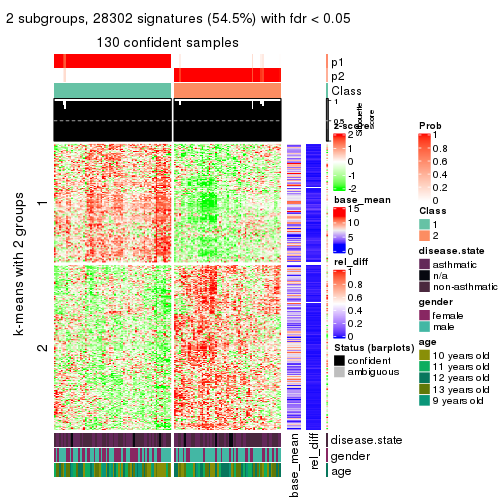 2 subgroups, 28302 signatures (54.5%) with fdr < 0.05
130 confident samples
k-means with 2 groups
1
2
p1
p2
Class
1
0.5
Silhouette
score
z-score
2
1
0
-1
-2
base_mean
15
10
5
0
rel_diff
1
0.8
0.6
0.4
0.2
0
Status (barplots)
confident
ambiguous
Prob
1
0.8
0.6
0.4
0.2
0
Class
1
2
disease.state
asthmatic
n/a
non-asthmatic
gender
female
male
age
10 years old
11 years old
12 years old
13 years old
9 years old
disease.state
gender
age
base_mean
rel_diff